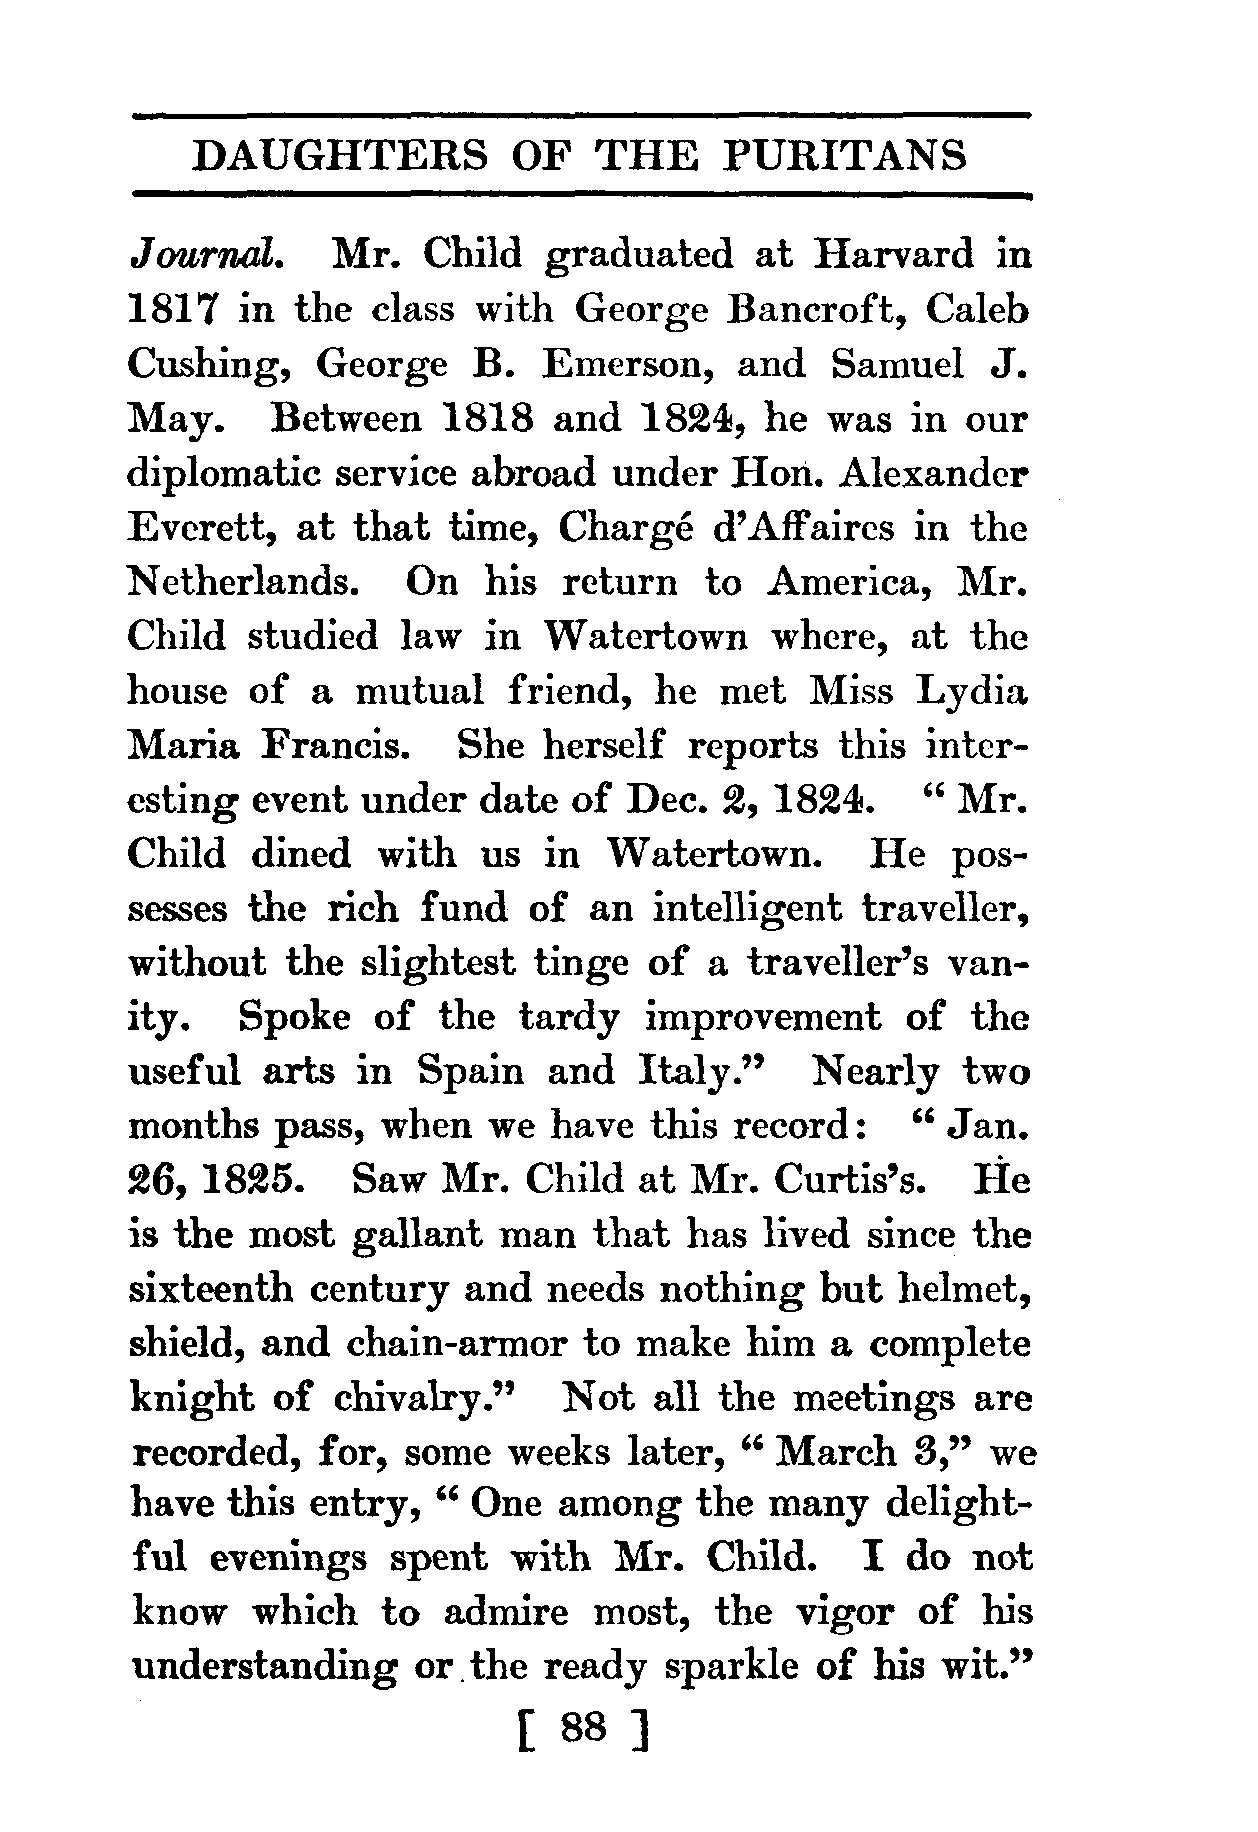 DAUGHTERS OF THE PURITANS
Journal. Mr. Child graduated at Harvard in
1817 in the class with George Bancroft, Caleb
Cushing, George B. Emerson, and Samuel J.
May. Between 1818 and 1824, he was in our
diplomatic service abroad under Hon. Alexander
Everett, at that time, Chargé d'Affaires in the
Netherlands. On his return to America, Mr.
Child studied law in Watertown where, at the
house of a mutual friend, he met Miss Lydia
Maria Francis. She herself reports this inter-
esting event under date of Dec. 2, 1824. “ Mr.
Child dined with us in Watertown. He pos-
sesses the rich fund of an intelligent traveller,
without the slightest tinge of a traveller's van-
ity. Spoke of the tardy improvement of the
useful arts in Spain and Italy.” Nearly two
months pass, when we have this record: “ Jan.
26, 1825. Saw Mr. Child at Mr. Curtis's. He
is the most gallant man that has lived since the
sixteenth century and needs nothing but helmet,
shield, and chain-armor to make him a complete
knight of chivalry.” Not all the meetings are
recorded, for, some weeks later, “ March 3,” we
have this entry, “ One among the many delight-
ful evenings spent with Mr. Child. I do not
know which to admire most, the vigor of his
understanding or the ready sparkle of his wit.”
[ 88 ]